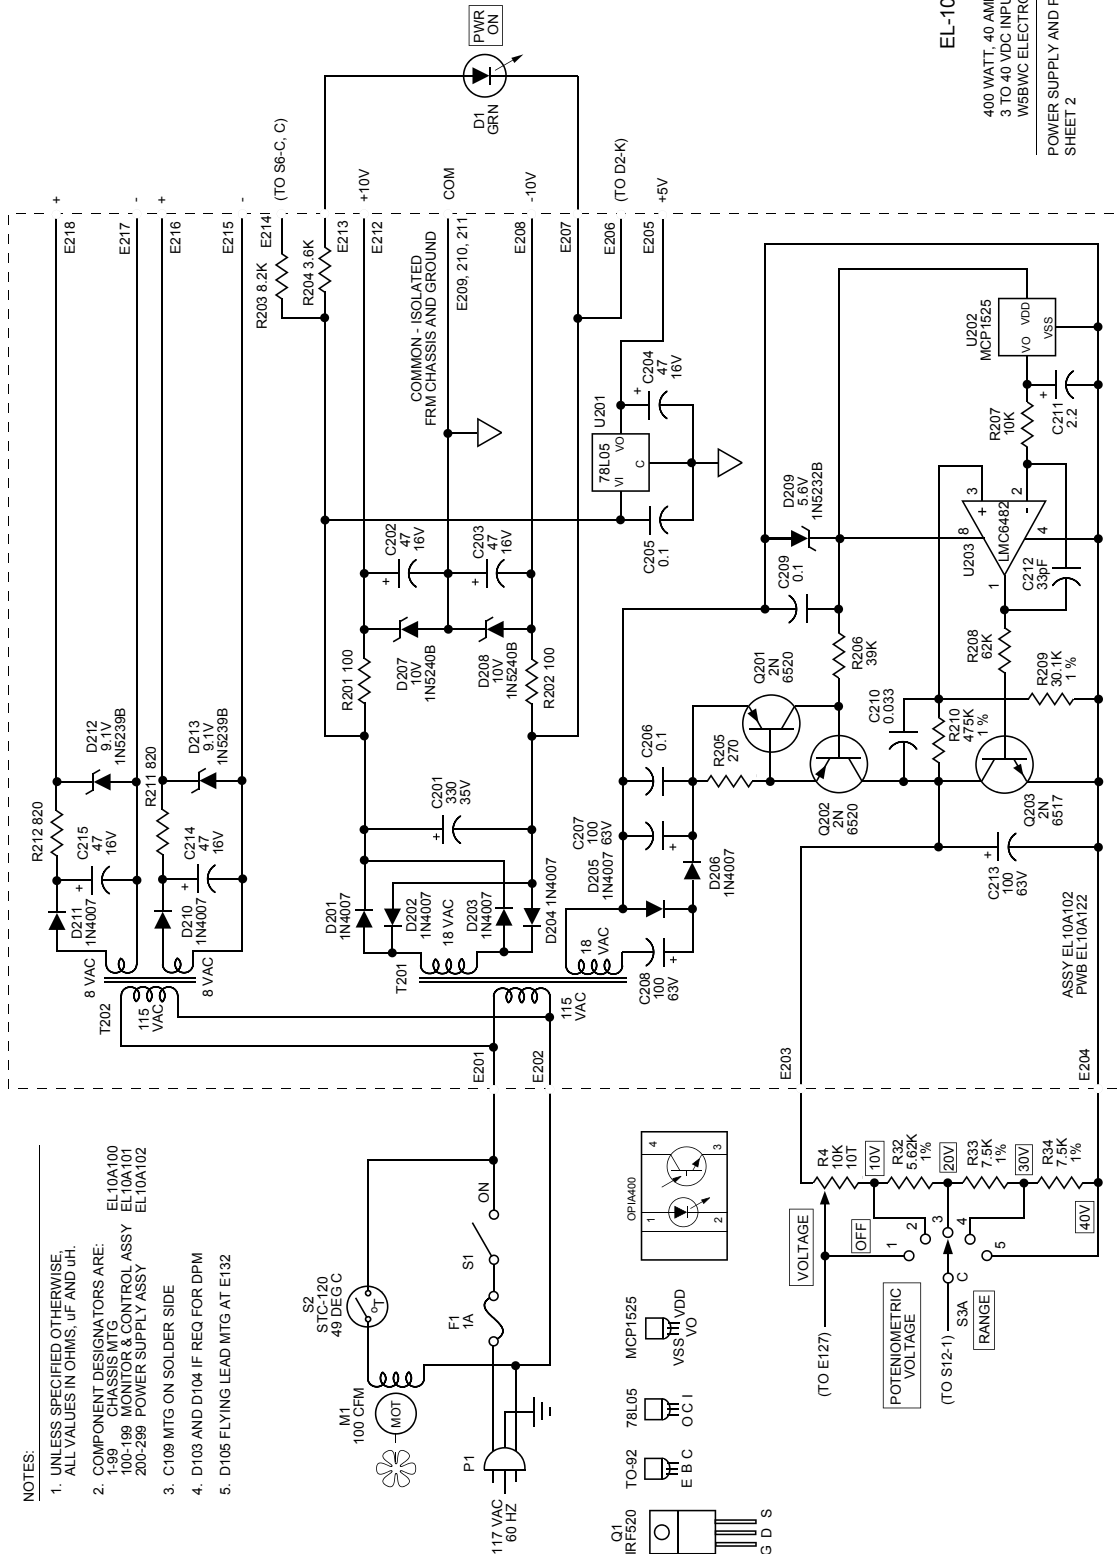 NOTES:
1. UNLESS SPECIFIED OTHERWISE,
ALL VALUES IN OHMS, uF AND uH.
2. COMPONENT DESIGNATORS ARE:
1-99 CHASSIS MTG EL10A100
100-199 MONITOR & CONTROL ASSY EL10A101
200-299 POWER SUPPLY ASSY EL10A102
3. C109 MTG ON SOLDER SIDE
4. D103 AND D104 IF REQ FOR DPM
5. D105 FLYING LEAD MTG AT E132
T202
115
VAC
8 VAC
8 VAC
D211
1N4007
C215
47
16V
R212 820
D212
9.1V
1N5239B
D210
1N4007
C214
47
16V
R211 820
D213
9.1V
1N5239B
E218
+
E217
-
E216
+
E215
-
R203 8.2K
E214
(TO S6-C, C)
R204 3.6K
E213
E212
+10V
COMMON - ISOLATED
FRM CHASSIS AND GROUND
E209, 210, 211
COM
E208
-10V
E207
E206
(TO D2-K)
E205
+5V
D1
GRN
PWR
ON
T201
115
VAC
18 VAC
18
VAC
D201
1N4007
D202
1N4007
D203
1N4007
D204 1N4007
C201
330
35V
R201 100
R202 100
D207
10V
1N5240B
D208
10V
1N5240B
C202
47
16V
C203
47
16V
C205
0.1
78L05
VI
VO
C
U201
C204
47
16V
C208
100
63V
D205
1N4007
C207
100
63V
D206
1N4007
C206
0.1
R205
270
Q201
2N
6520
Q202
2N
6520
C209
0.1
D209
5.6V
1N5232B
R206
39K
C210
0.033
R210
475K
1 %
R208
62K
R209
30.1K
1 %
Q203
2N
6517
C213
100
63V
U203
LMC6482
8
3
+
2
-
4
1
C212
33pF
R207
10K
U202
MCP1525
VO
VDD
VSS
C211
2.2
ASSY EL10A102
PWB EL10A122
E201
E202
E203
E204
M1
100 CFM
MOT
S2
STC-120
49 DEG C
T
P1
117 VAC
60 HZ
F1
1A
S1
ON
Q1
IRF520
G D S
TO-92
E B C
78L05
O C I
MCP1525
VSS
VO
VDD
OPIA400
1
2
3
4
VOLTAGE
R4
10K
10T
10V
R32
5.62K
1%
20V
R33
7.5K
1%
30V
R34
7.5K
1%
40V
OFF
1
2
3
4
5
C
S3A
RANGE
(TO E127)
POTENIOMETRIC
VOLTAGE
(TO S12-1)
EL-10
400 WATT, 40 AM
3 TO 40 VDC INPU
W5BWC ELECTRO
POWER SUPPLY AND F
SHEET 2